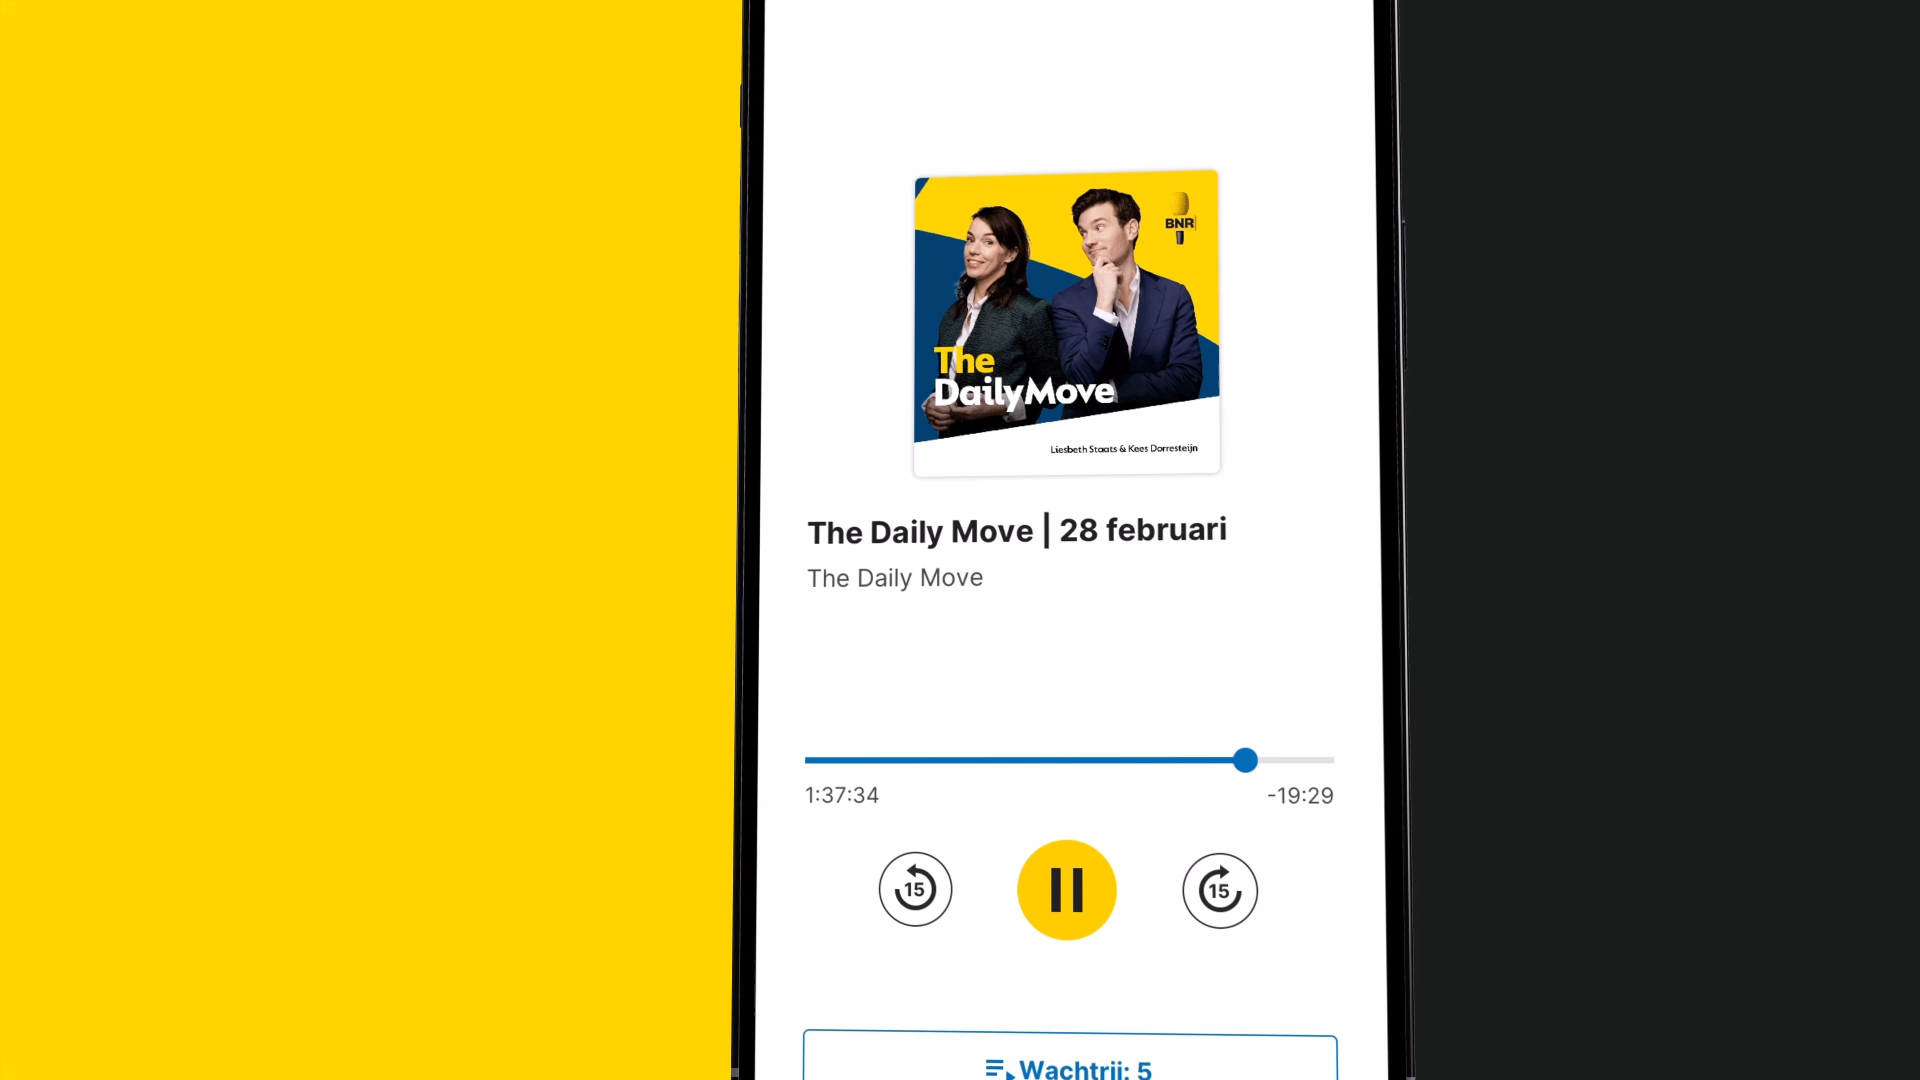 BNR
The
DailyMove
Liesbeth Staats & Kees Dorresteijn
The Daily Move | 28 februari
The Daily Move
1:37:34
-19:29
15
15
Wachtrij: 5